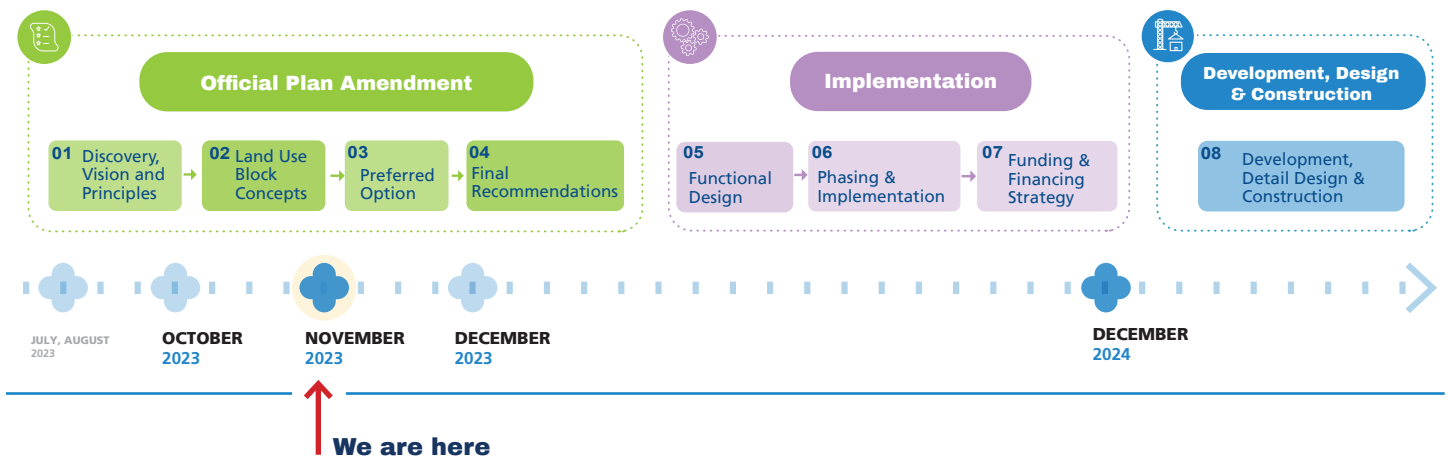 Official Plan Amendment
01 Discovery,
Vision and
Principles
02 Land Use
Block
Concepts
03
Preferred
Option
04
Final
Recommendations
Implementation
05
Functional
Design
06
Phasing &
Implementation
07 Funding &
Financing
Strategy
Development, Design
& Construction
08 Development,
Detail Design &
Construction
JULY, AUGUST
2023
OCTOBER
2023
NOVEMBER
2023
DECEMBER
2023
DECEMBER
2024
We are here